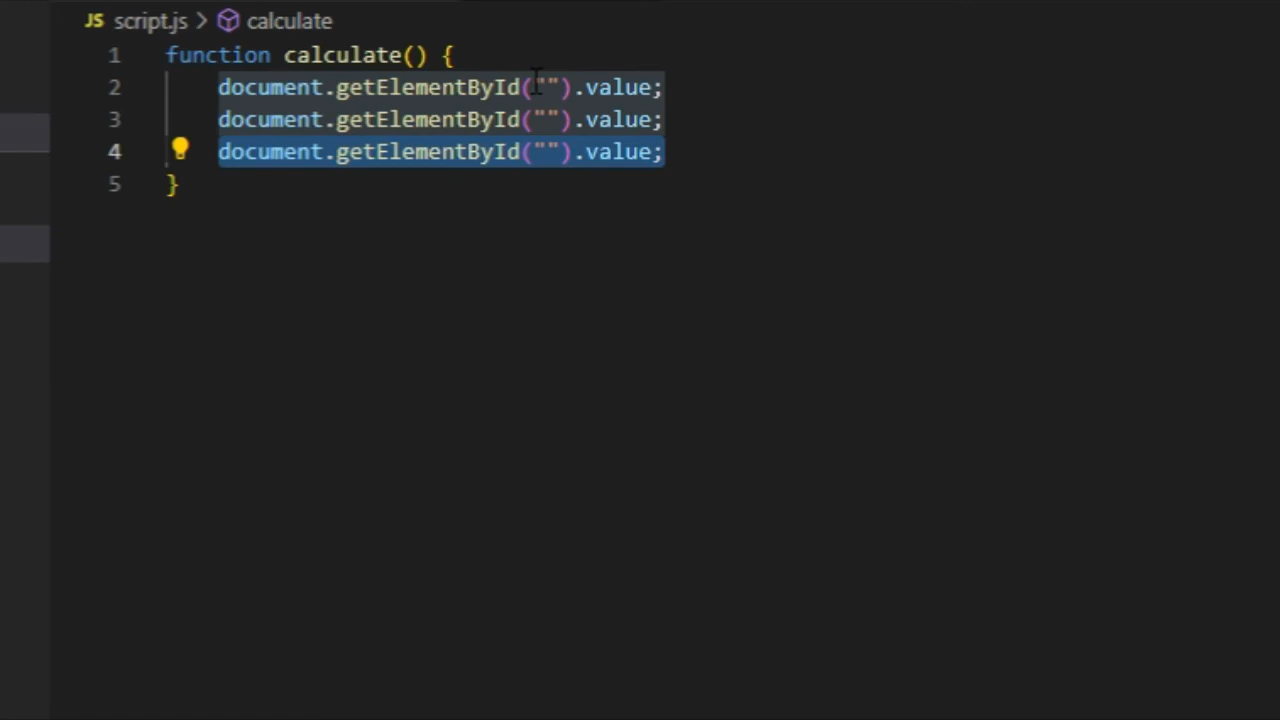 JS script.js > calculate
1 function calculate() {
2 document.getElementById("").value;
3 document.getElementById("").value;
4 document.getElementById("").value;
5 }